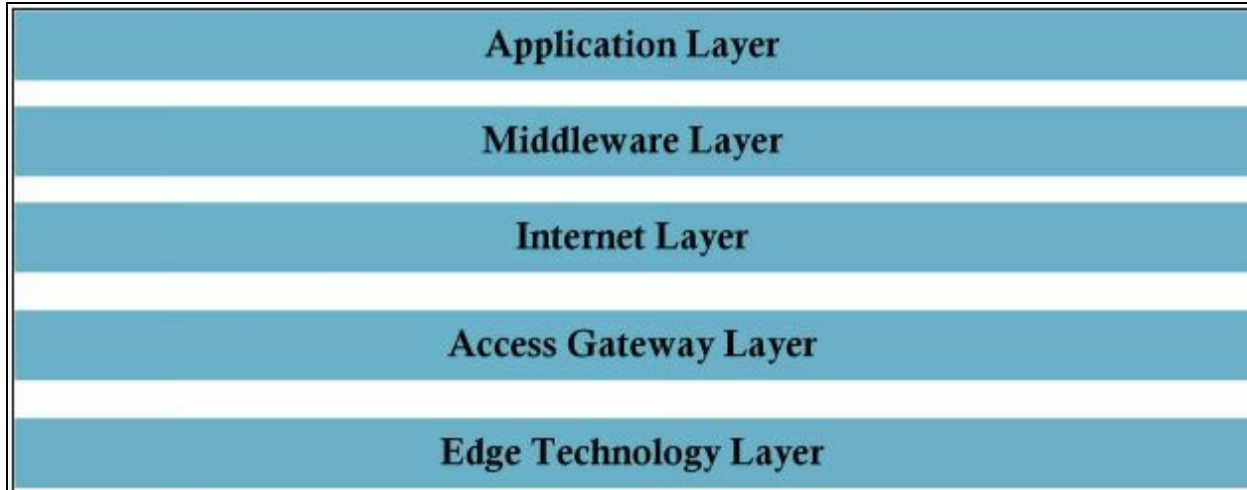 Application Layer
Middleware Layer
Internet Layer
Access Gateway Layer
Edge Technology Layer